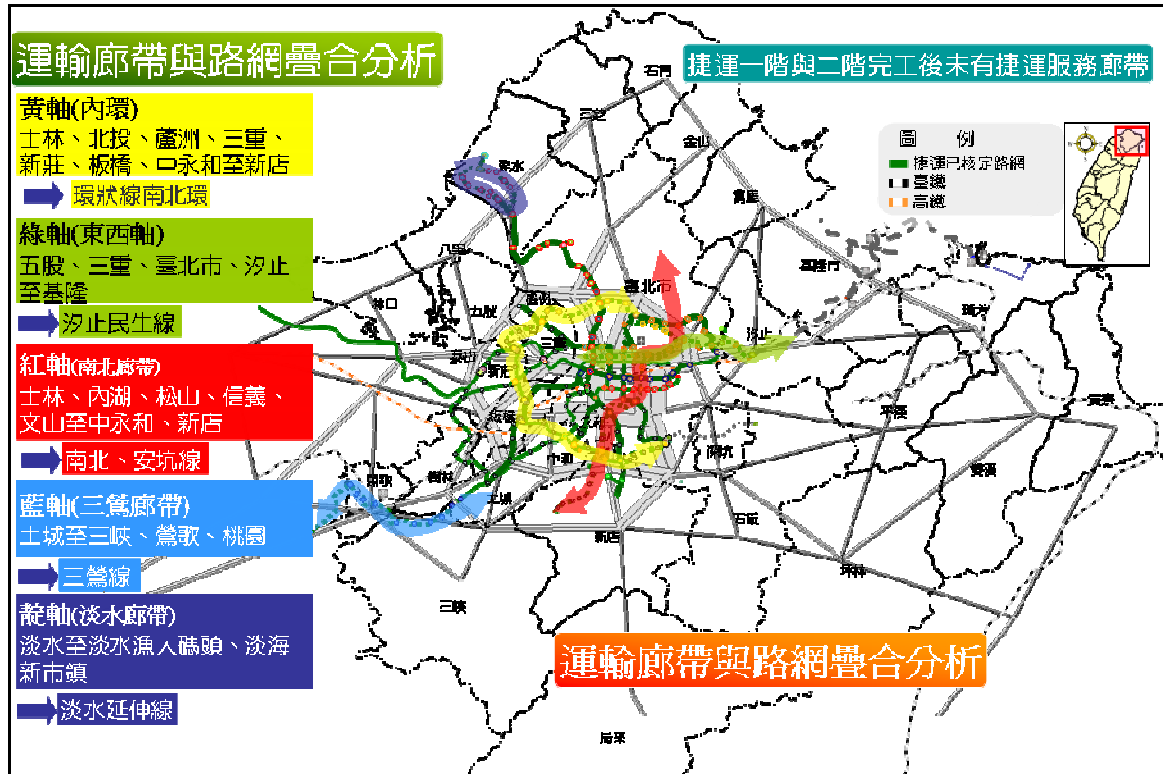 運輸廊帶與路網疊合分析
捷運一階與二階完工後未有捷運服務廊帶
黃軸(內環)
士林、北投、蘆洲、三重、
新莊、板橋、中永和至新店
環狀線南北環
綠軸(東西軸)
五股、三重、臺北市、汐止
至基隆
汐止民生線
紅軸(南北廊帶)
士林、內湖、松山、信義、
文山至中永和、新店
南北、安坑線
藍軸(三鶯廊帶)
土城至三峽、鶯歌、桃園
三鶯線
靛軸(淡水廊帶)
淡水至淡水漁人碼頭、淡海
新市鎮
淡水延伸線
圖 例
捷運已核定路網
臺鐵
高鐵
石門
三芝
金山
淡水
萬里
八里
基隆市
林口
五股
蘆洲
臺北市
汐止
瑞芳
三重
泰山
新莊
板橋
平溪
貢寮
雙溪
中和
深坑
樹林
鶯歌
土城
石碇
新店
坪林
三峽
烏來
運輸廊帶與路網疊合分析